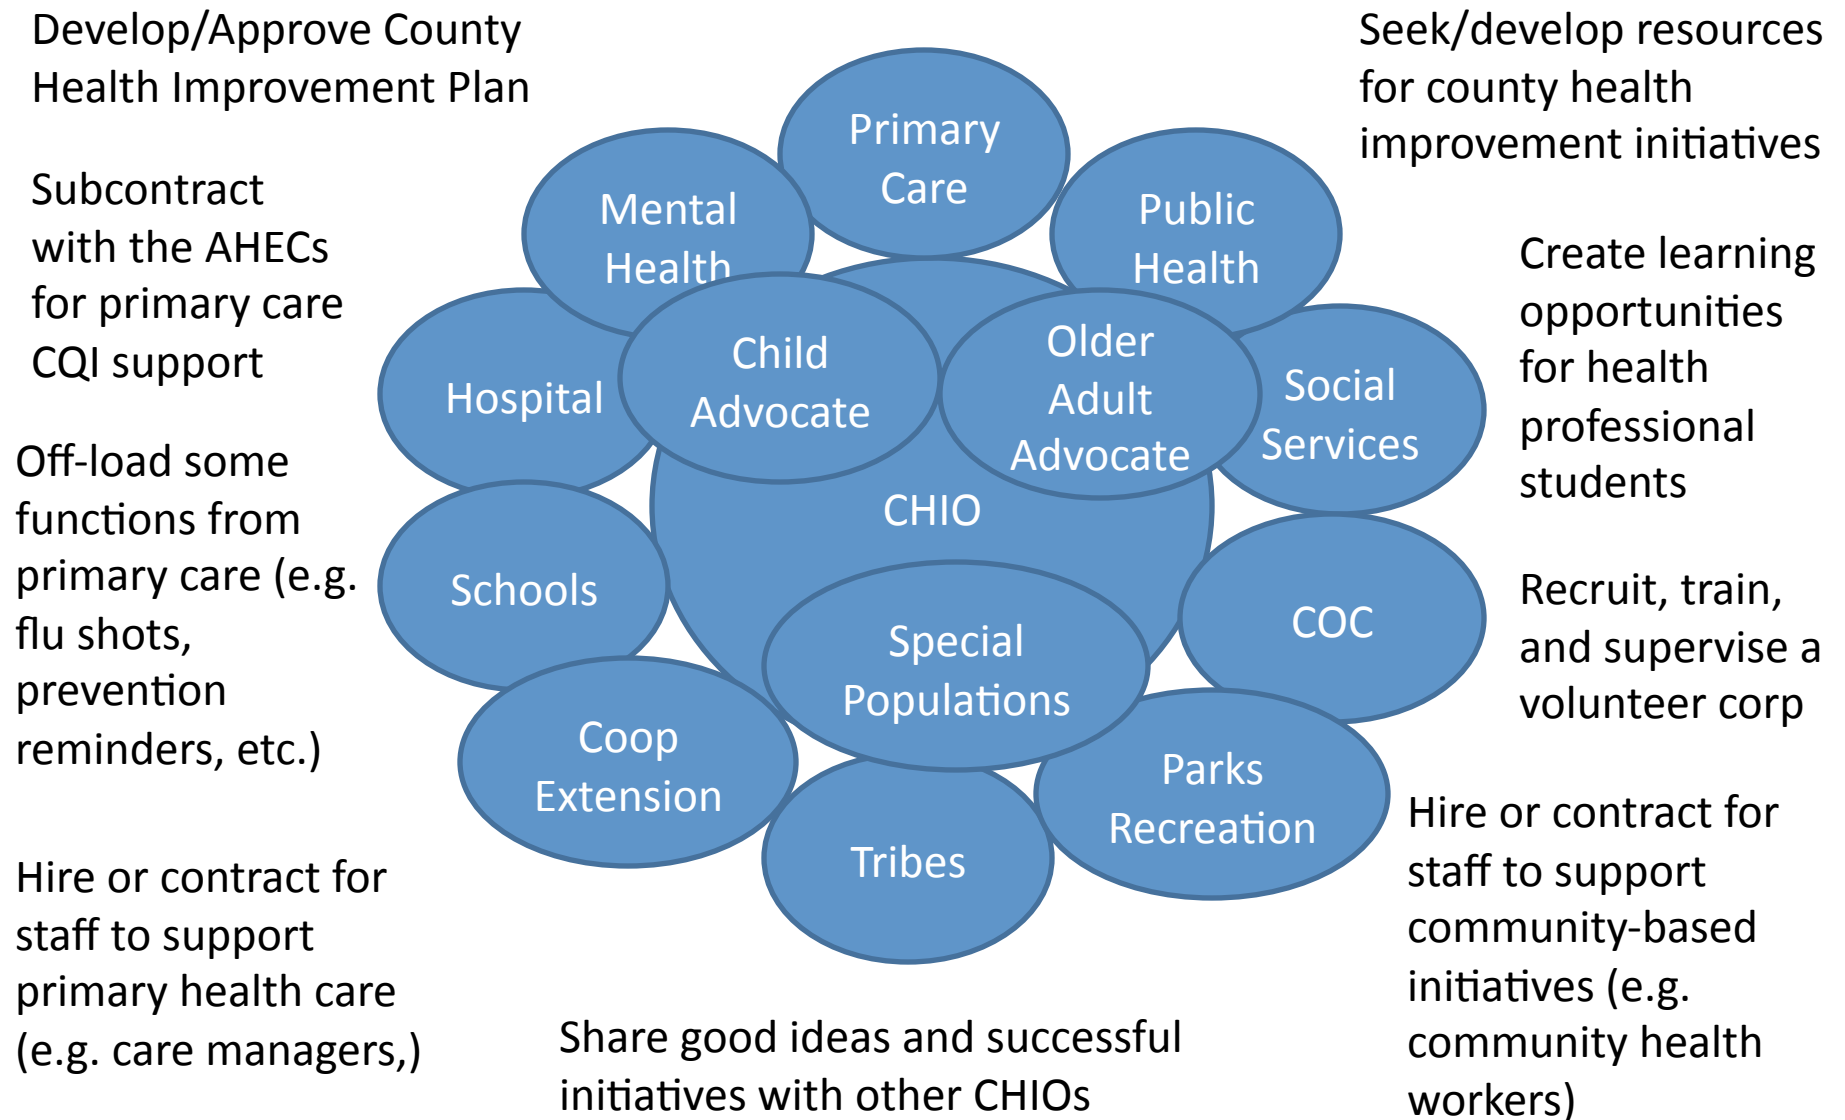 Develop/Approve County
Health Improvement Plan
Subcontract
with the AHECs
for primary care
CQI support
Off-load some
functions from
primary care (e.g.
flu shots,
prevention
reminders, etc.)
Hire or contract for
staff to support
primary health care
(e.g. care managers,)
Primary
Care
Mental
Health
Public
Health
Child
Advocate
Older
Adult
Advocate
Hospital
Social
Services
CHIO
Schools
COC
Special
Populations
Coop
Extension
Parks
Recreation
Tribes
Share good ideas and successful
initiatives with other CHIOs
Seek/develop resources
for county health
improvement initiatives
Create learning
opportunities
for health
professional
students
Recruit, train,
and supervise a
volunteer corp
Hire or contract for
staff to support
community-based
initiatives (e.g.
community health
workers)